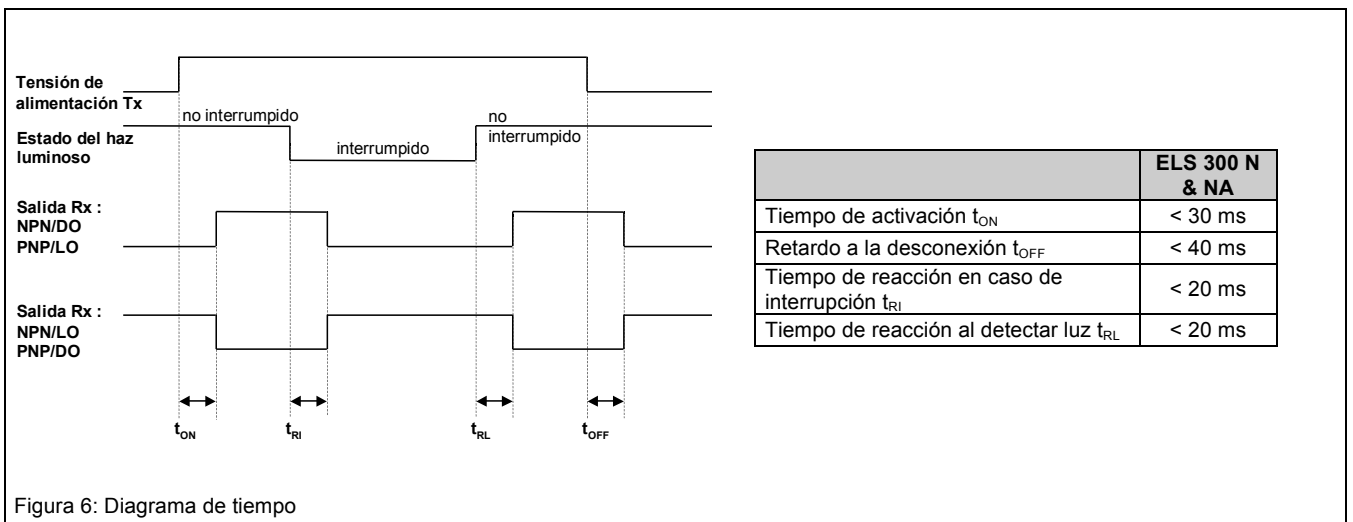 Tensión de
alimentación Tx
no interrumpido
no
interrumpido
Estado del haz
luminoso
interrumpido
Salida Rx :
NPN/DO
PNP/LO
Salida Rx :
NPN/LO
PNP/DO
tON
tRI
tRL
tOFF
ELS 300 N
& NA
Tiempo de activación tON
< 30 ms
Retardo a la desconexión tOFF
< 40 ms
Tiempo de reacción en caso de
interrupción tRI
< 20 ms
Tiempo de reacción al detectar luz tRL
< 20 ms
Figura 6: Diagrama de tiempo